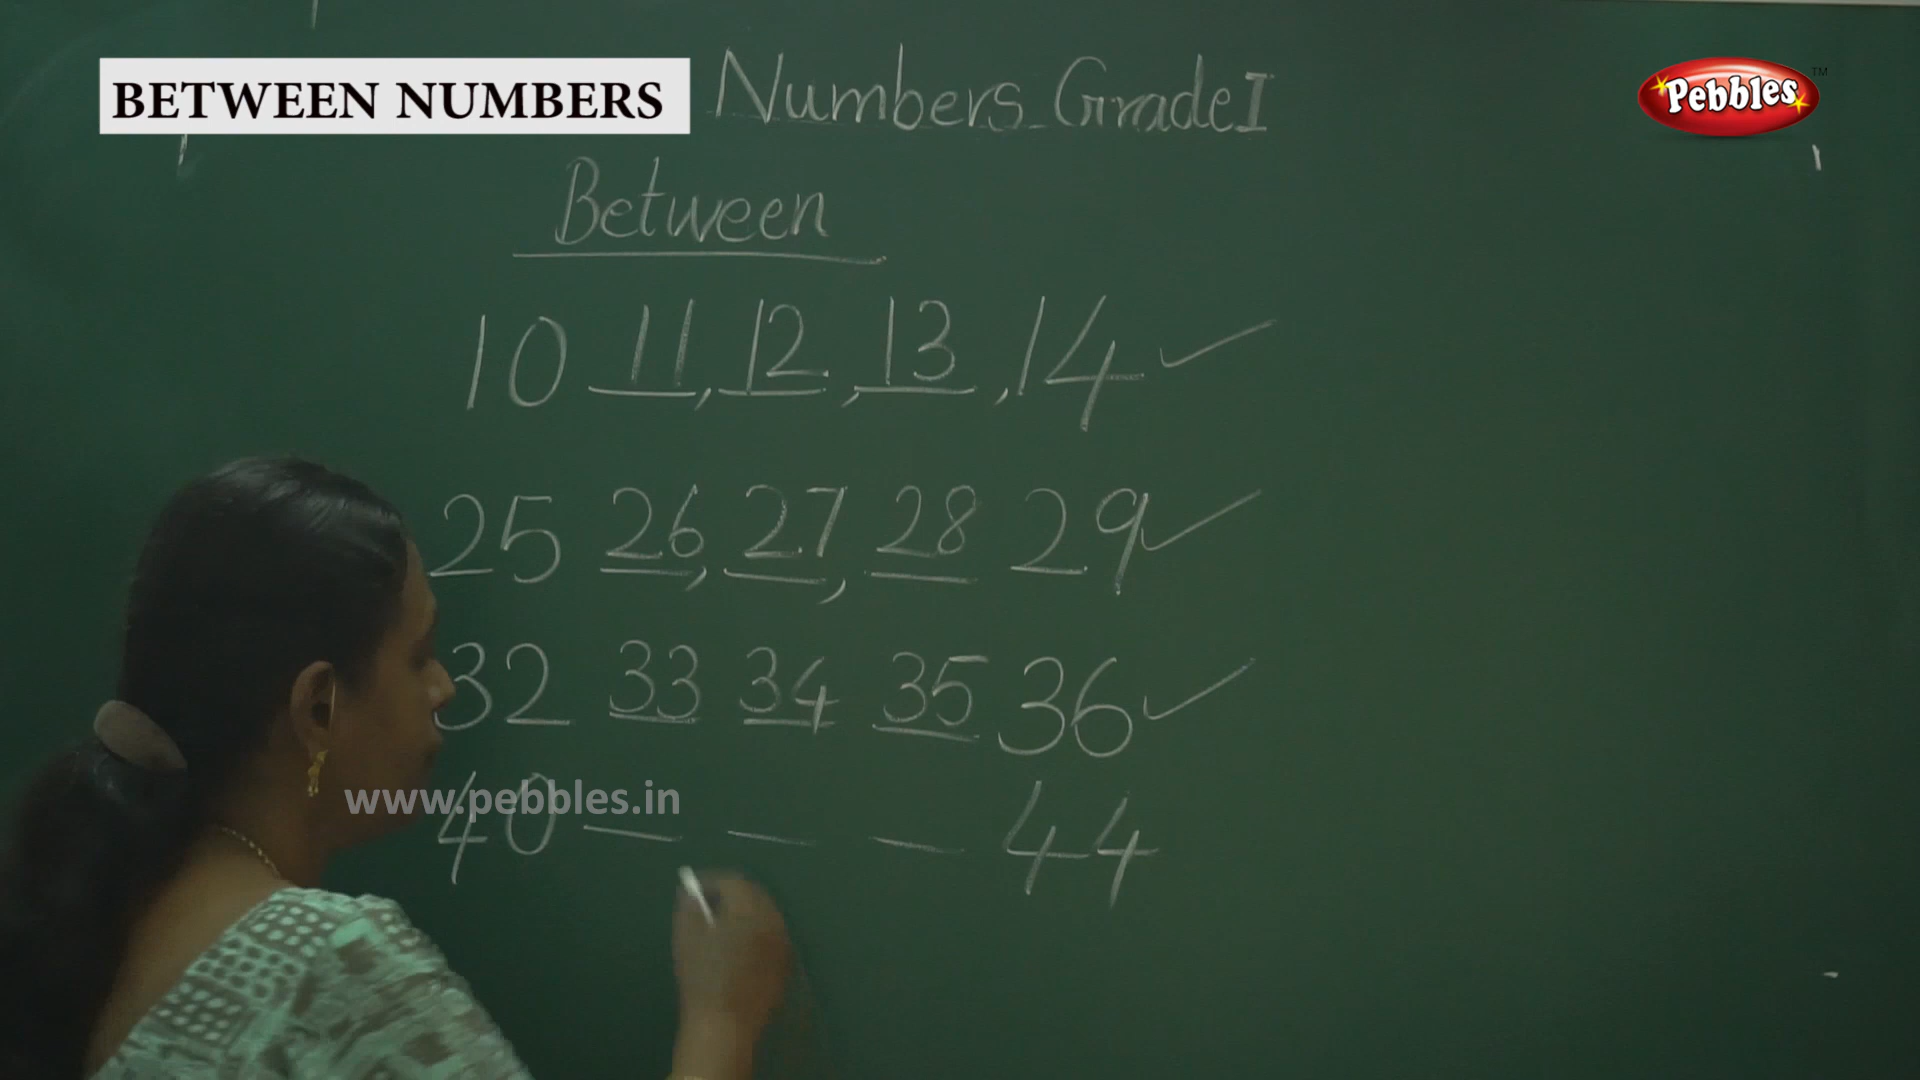 BETWEEN NUMBERS
Numbers Grade I
Pebbles™
Between
10 11, 12, 13, 14 ✓
25 26, 27, 28 29 ✓
32 33 34 35 36 ✓
www.pebbles.in
40 _ _ _ 44